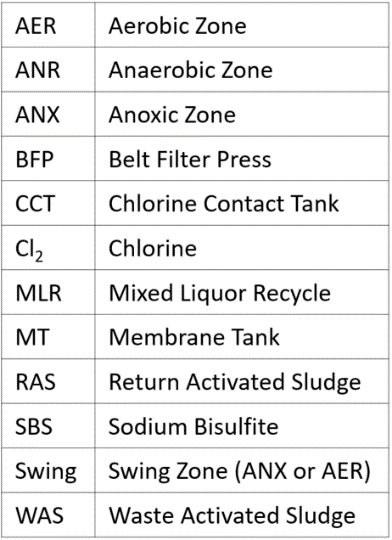 AER Aerobic Zone
ANR Anaerobic Zone
ANX Anoxic Zone
BFP Belt Filter Press
CCT Chlorine Contact Tank
Cl₂ Chlorine
MLR Mixed Liquor Recycle
MT Membrane Tank
RAS Return Activated Sludge
SBS Sodium Bisulfite
Swing Swing Zone (ANX or AER)
WAS Waste Activated Sludge